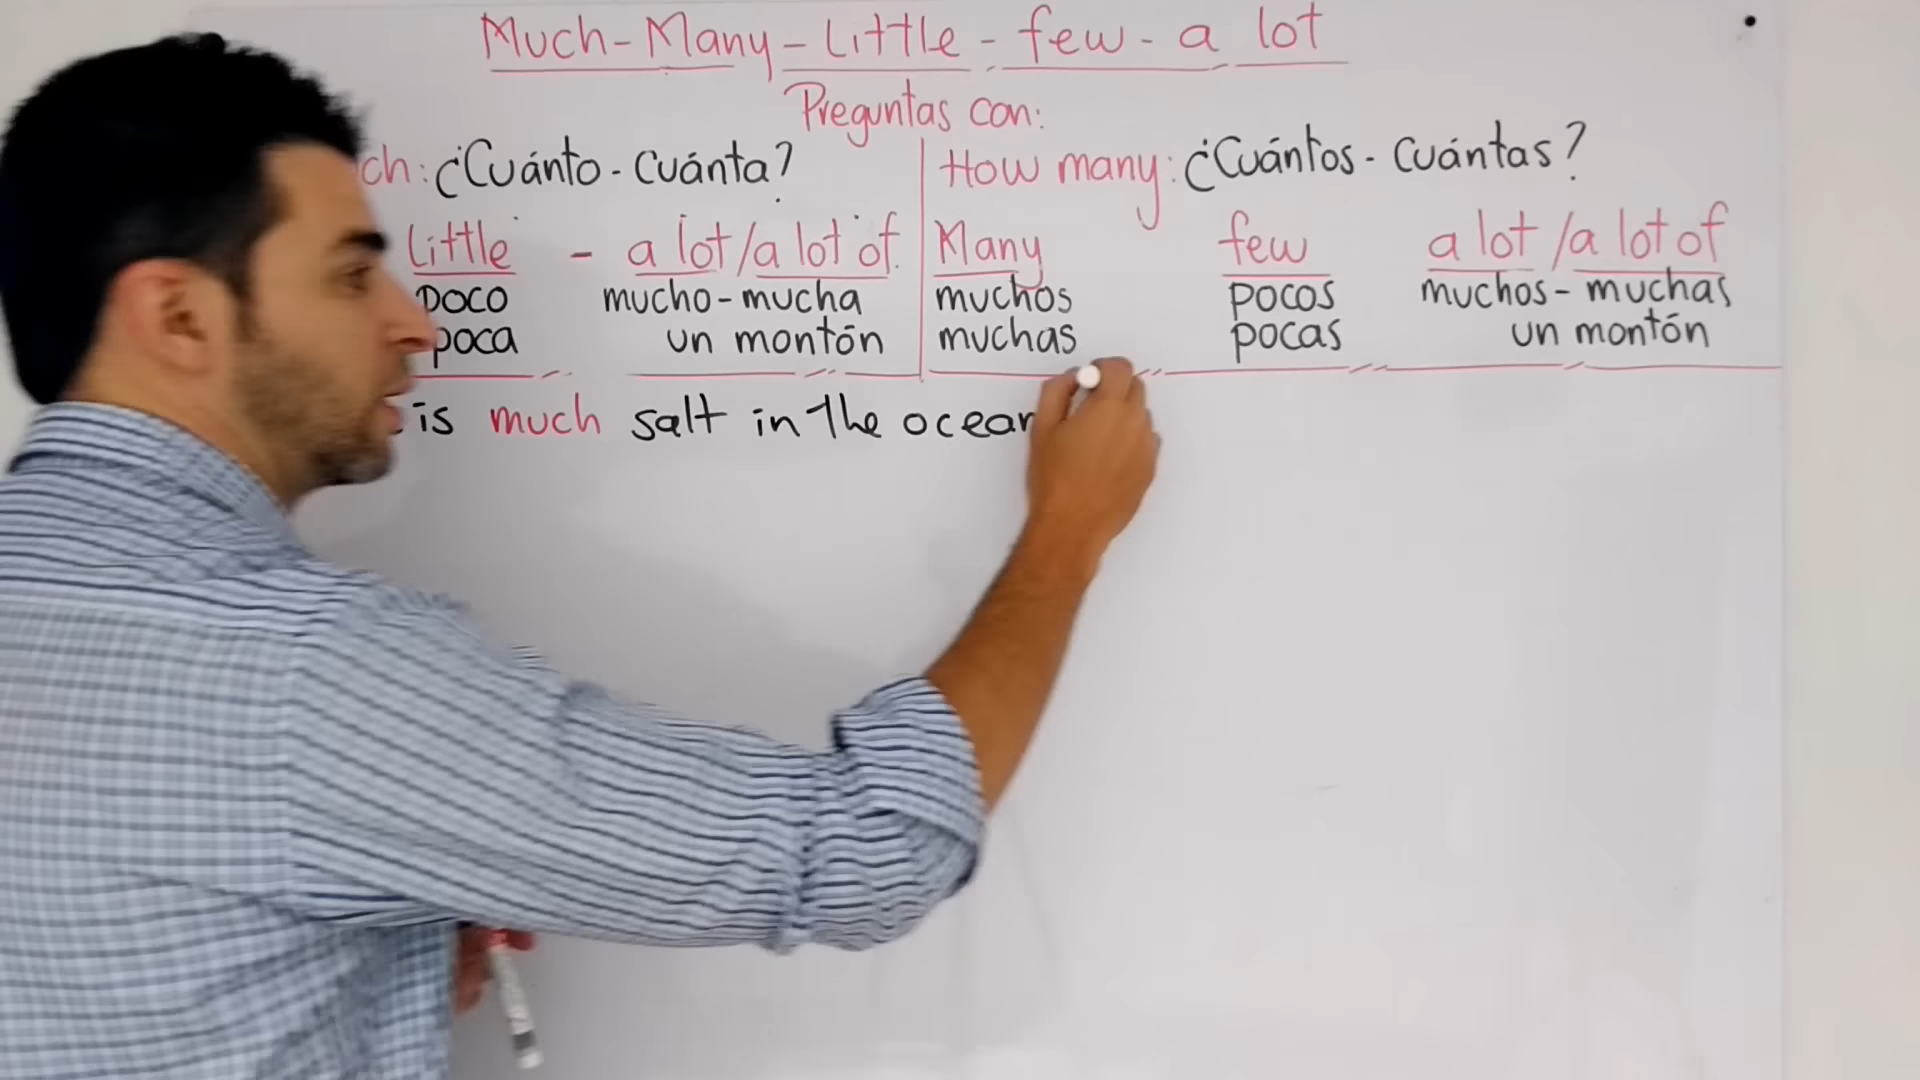 Much - Many - Little - few - a lot
Preguntas con:
ch: ¿Cuánto - Cuánta? How many: ¿Cuántos - Cuántas?
Little - a lot / a lot of. Many few a lot / a lot of
poco mucho - mucha muchos pocos muchos - muchas
poca un montón muchas pocas un montón
is much salt in the ocean